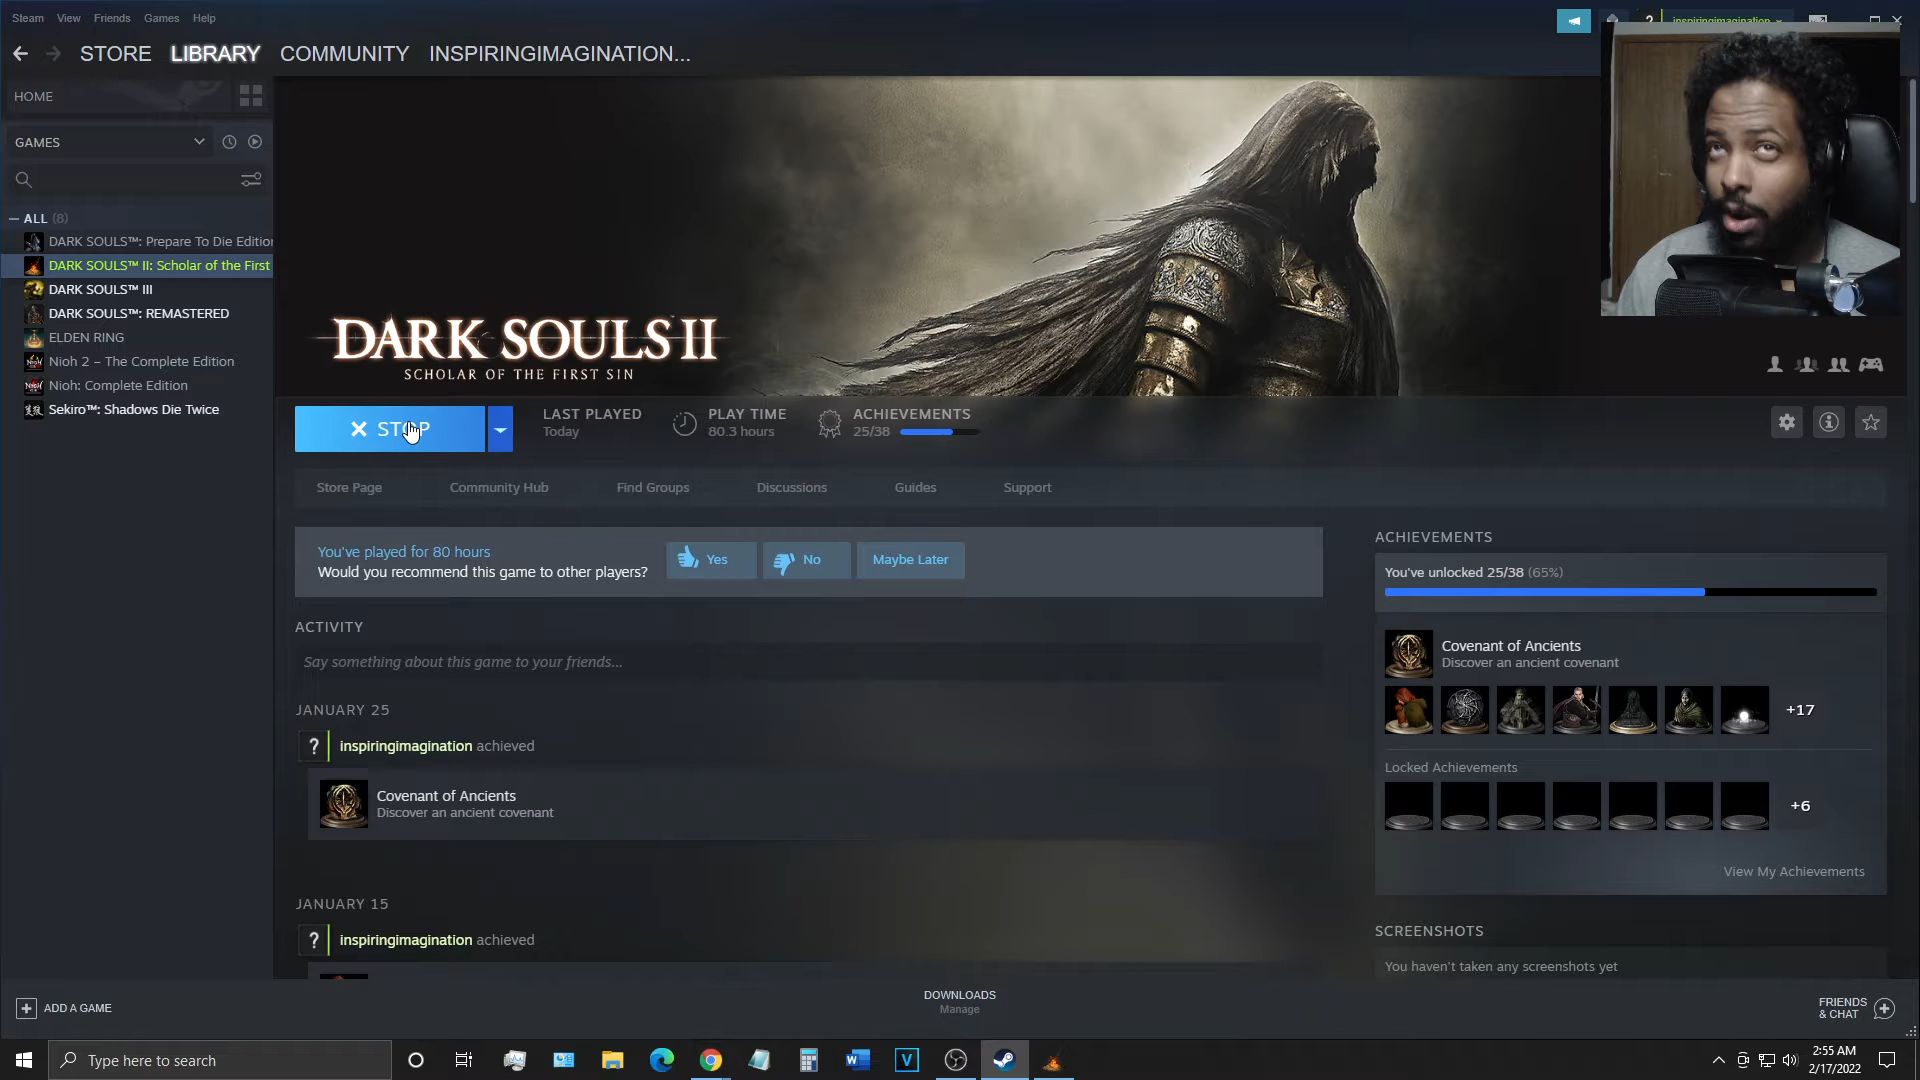 Steam View Friends Games Help
? inspiringimagination
STORE LIBRARY COMMUNITY INSPIRINGIMAGINATION...
HOME
GAMES
ALL (8)
DARK SOULS™: Prepare To Die Edition
DARK SOULS™ II: Scholar of the First
DARK SOULS™ III
DARK SOULS™: REMASTERED
ELDEN RING
Nioh 2 – The Complete Edition
Nioh: Complete Edition
Sekiro™: Shadows Die Twice
DARK SOULS II
SCHOLAR OF THE FIRST SIN
STOP
LAST PLAYED
Today
PLAY TIME
80.3 hours
ACHIEVEMENTS
25/38
Store Page Community Hub Find Groups Discussions Guides Support
You've played for 80 hours
Would you recommend this game to other players?
Yes No Maybe Later
ACTIVITY
Say something about this game to your friends...
JANUARY 25
? inspiringimagination achieved
Covenant of Ancients
Discover an ancient covenant
JANUARY 15
? inspiringimagination achieved
ACHIEVEMENTS
You've unlocked 25/38 (65%)
Covenant of Ancients
Discover an ancient covenant
+17
Locked Achievements
+6
View My Achievements
SCREENSHOTS
You haven't taken any screenshots yet
ADD A GAME
DOWNLOADS
Manage
FRIENDS
& CHAT
Type here to search
2:55 AM
2/17/2022